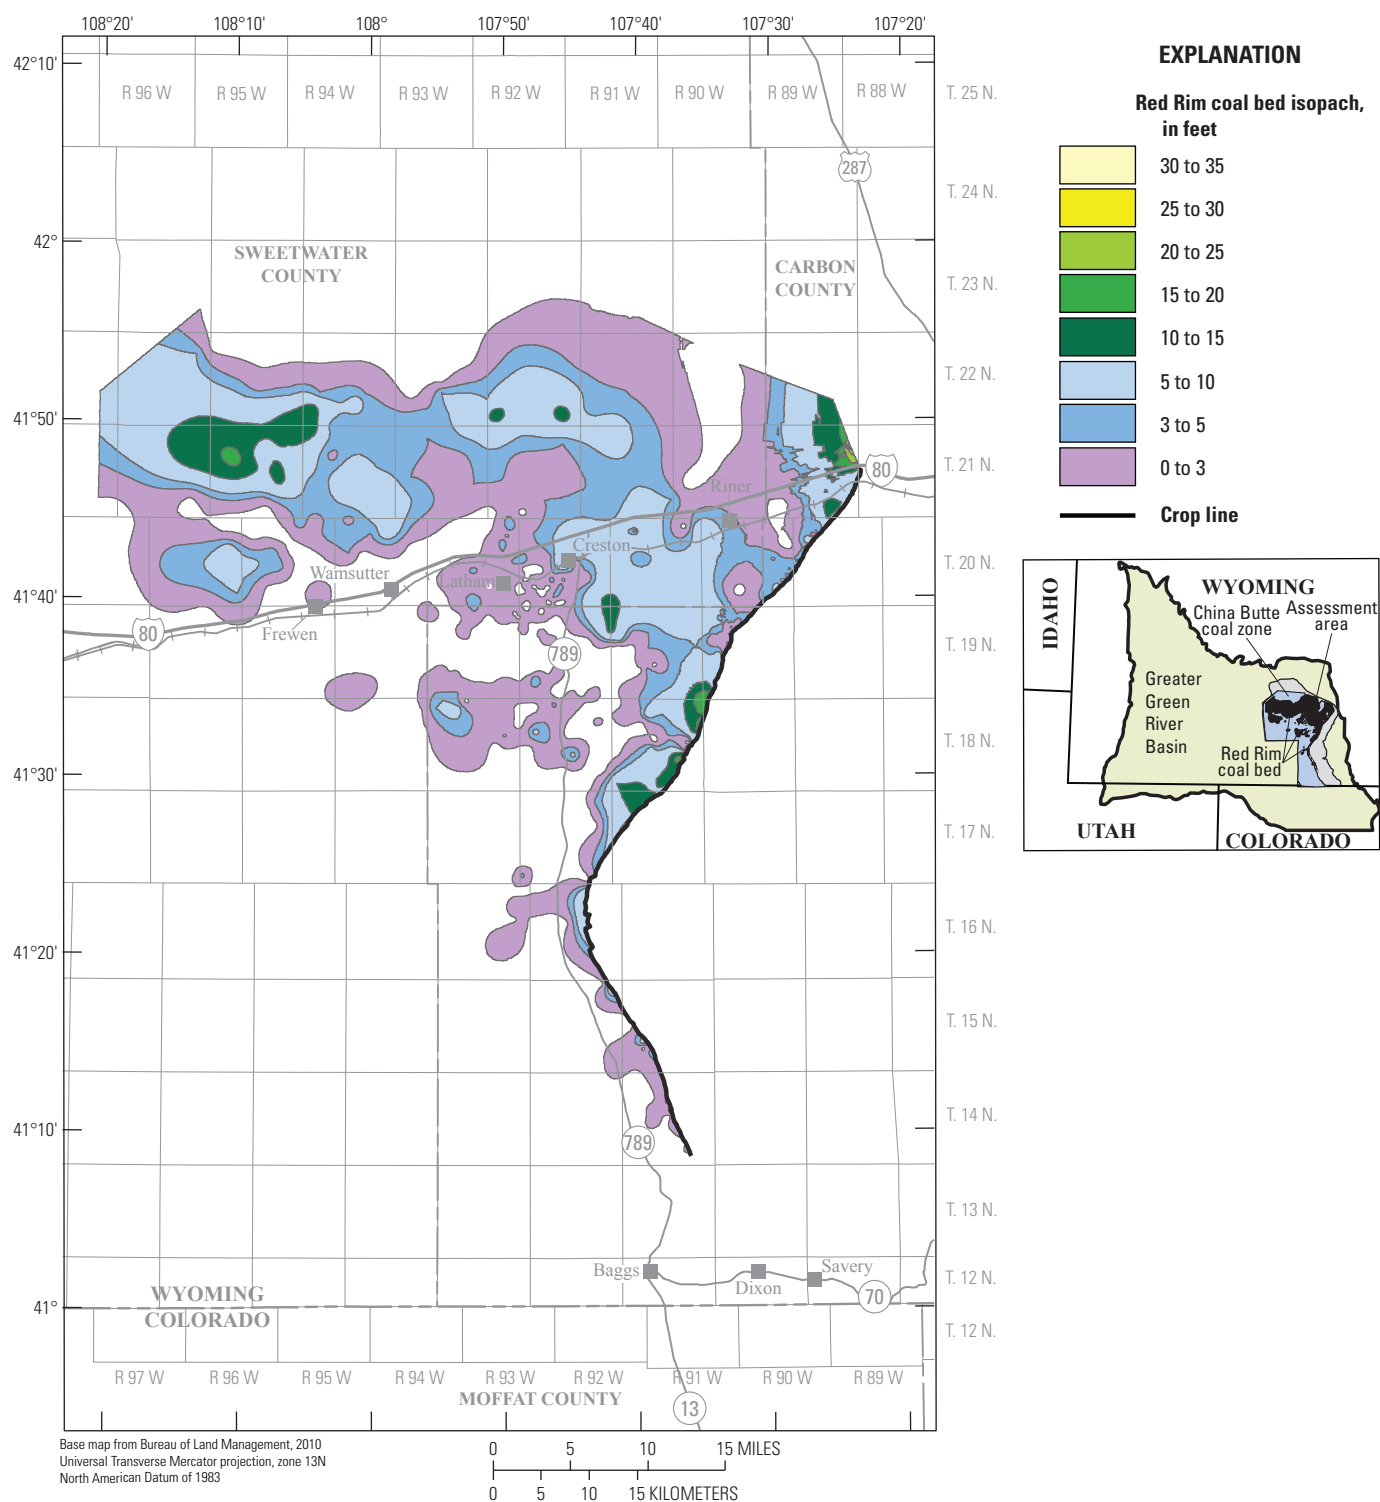 108°20' 108°10' 108° 107°50' 107°40' 107°30' 107°20'
42°10'
R 96 W R 95 W R 94 W R 93 W R 92 W R 91 W R 90 W R 89 W R 88 W T. 25 N.
287
T. 24 N.
42°
SWEETWATER
COUNTY
CARBON
COUNTY
T. 23 N.
T. 22 N.
41°50'
T. 21 N.
80
Riner
Creston
T. 20 N.
Wamsutter
Latham
41°40'
Frewen
80
789
T. 19 N.
T. 18 N.
41°30'
T. 17 N.
T. 16 N.
41°20'
T. 15 N.
T. 14 N.
41°10'
789
T. 13 N.
Baggs
Dixon
Savery
70
T. 12 N.
WYOMING
41°
COLORADO
T. 12 N.
R 97 W R 96 W R 95 W R 94 W R 93 W R 92 W R 91 W R 90 W R 89 W
MOFFAT COUNTY
13
Base map from Bureau of Land Management, 2010
Universal Transverse Mercator projection, zone 13N
North American Datum of 1983
0 5 10 15 MILES
0 5 10 15 KILOMETERS
EXPLANATION
Red Rim coal bed isopach,
in feet
30 to 35
25 to 30
20 to 25
15 to 20
10 to 15
5 to 10
3 to 5
0 to 3
Crop line
IDAHO
WYOMING
China Butte
coal zone
Assessment
area
Greater
Green
River
Basin
Red Rim
coal bed
UTAH
COLORADO